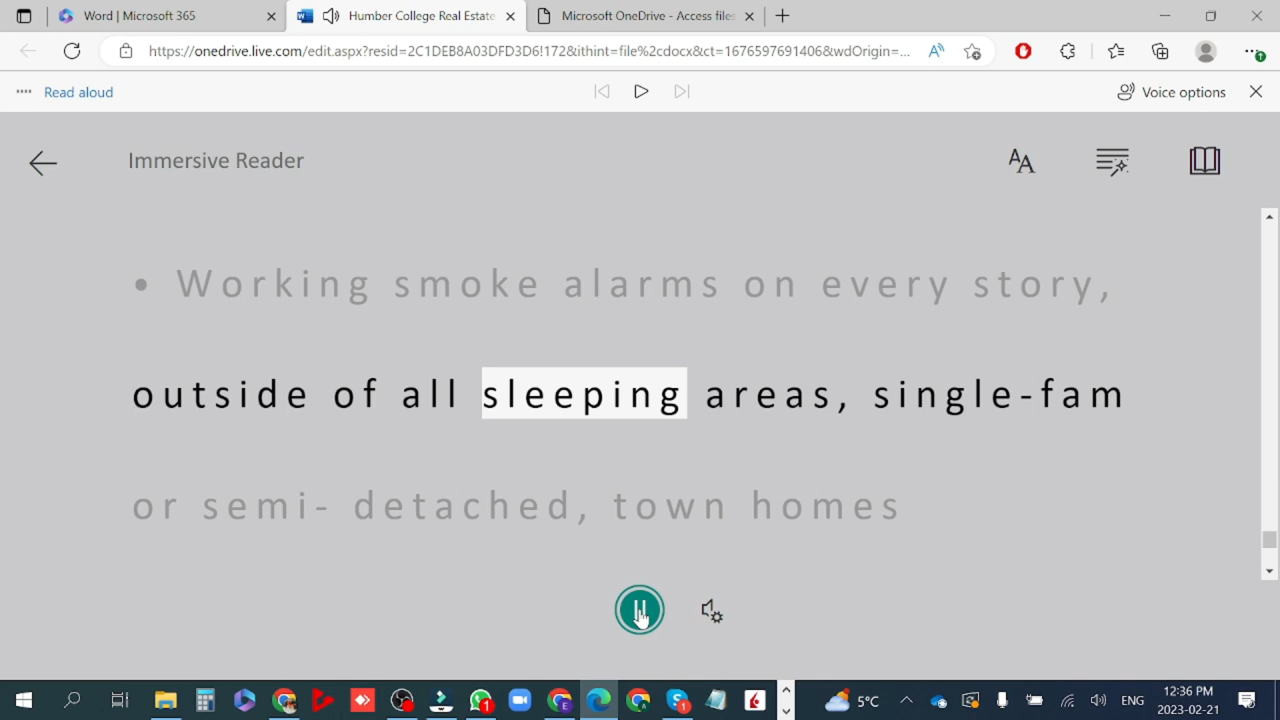 Word | Microsoft 365
Humber College Real Estate
Microsoft OneDrive - Access files
https://onedrive.live.com/edit.aspx?resid=2C1DEB8A03DFD3D6!172&ithint=file%2cdocx&ct=1676597691406&wdOrigin=...
Read aloud
Voice options
Immersive Reader
• Working smoke alarms on every story,
outside of all sleeping areas, single-fam
or semi- detached, town homes
5°C
ENG
12:36 PM
2023-02-21